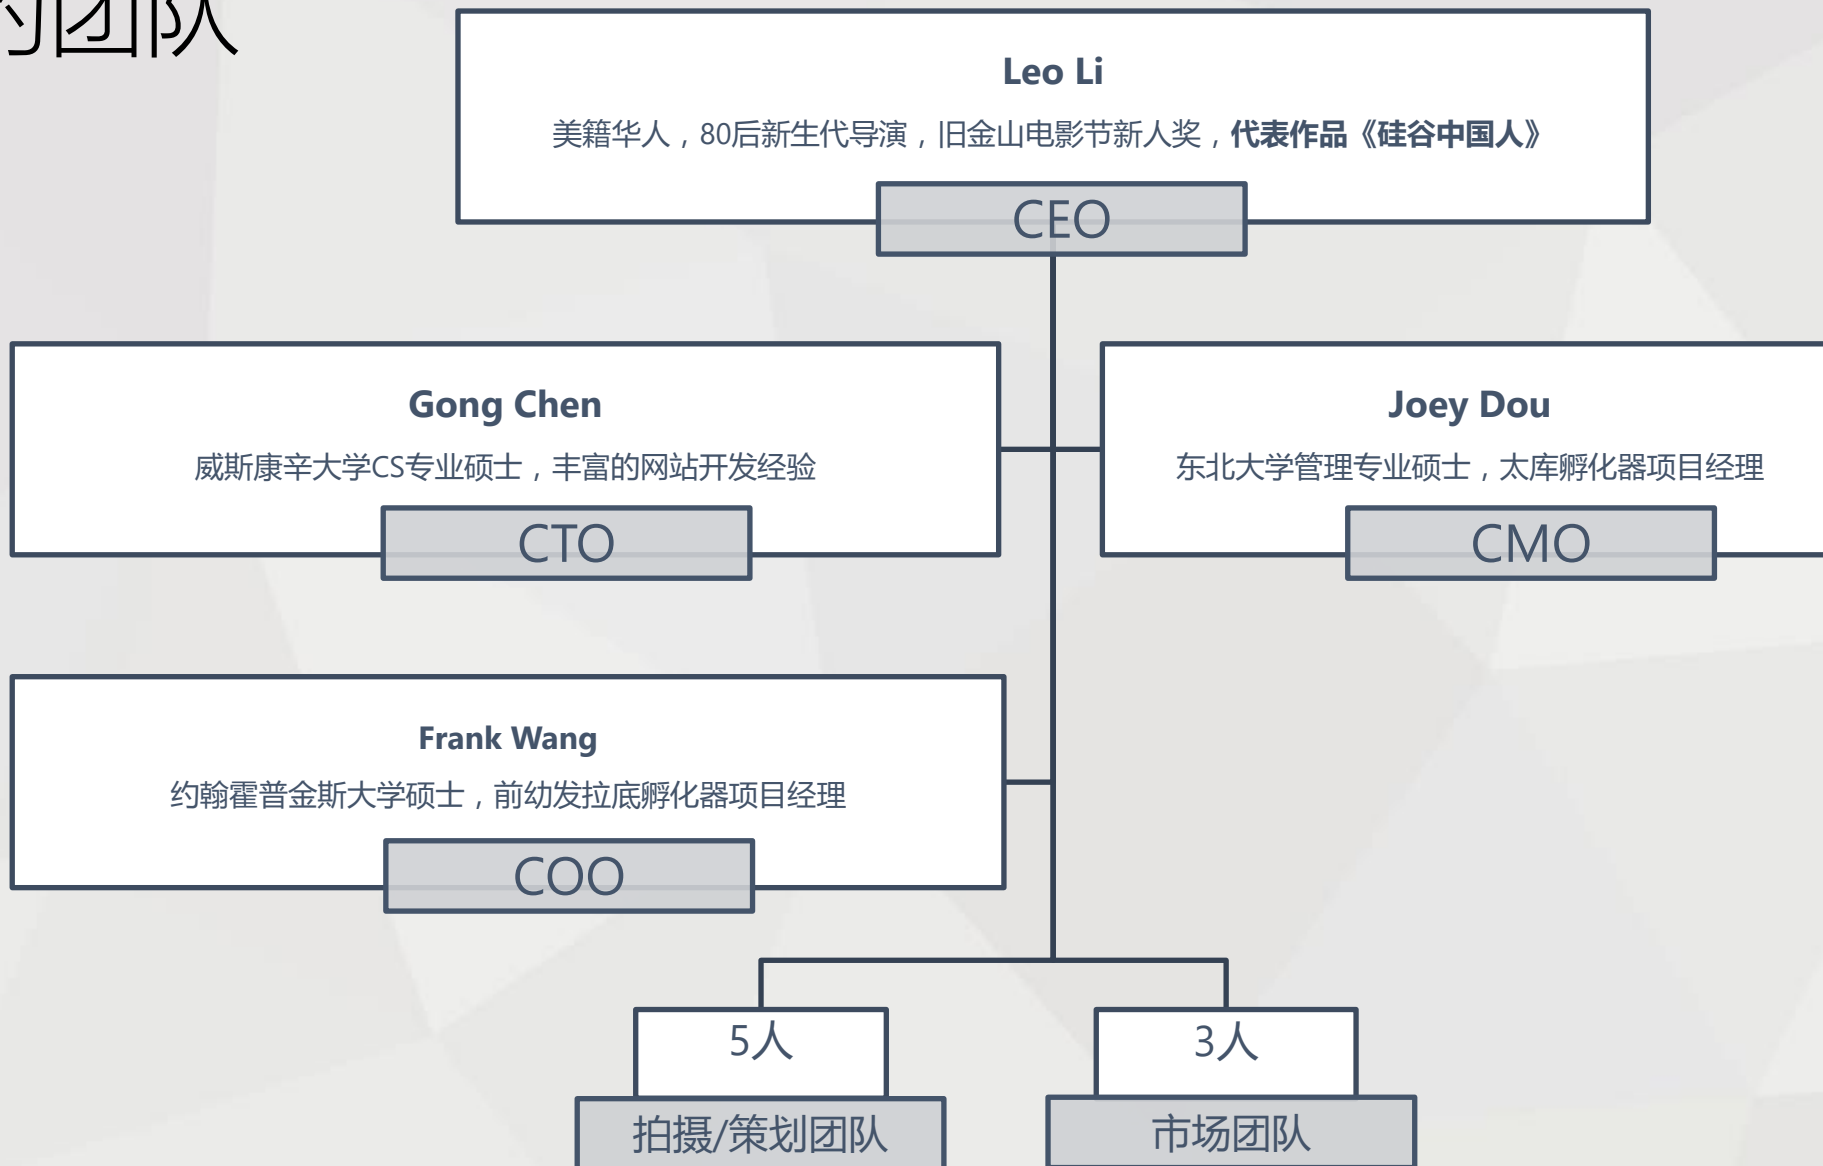 的团队
Leo Li
美籍华人，80后新生代导演，旧金山电影节新人奖，代表作品《硅谷中国人》
CEO
Gong Chen
威斯康辛大学CS专业硕士，丰富的网站开发经验
CTO
Joey Dou
东北大学管理专业硕士，太库孵化器项目经理
CMO
Frank Wang
约翰霍普金斯大学硕士，前幼发拉底孵化器项目经理
COO
5人
拍摄/策划团队
3人
市场团队